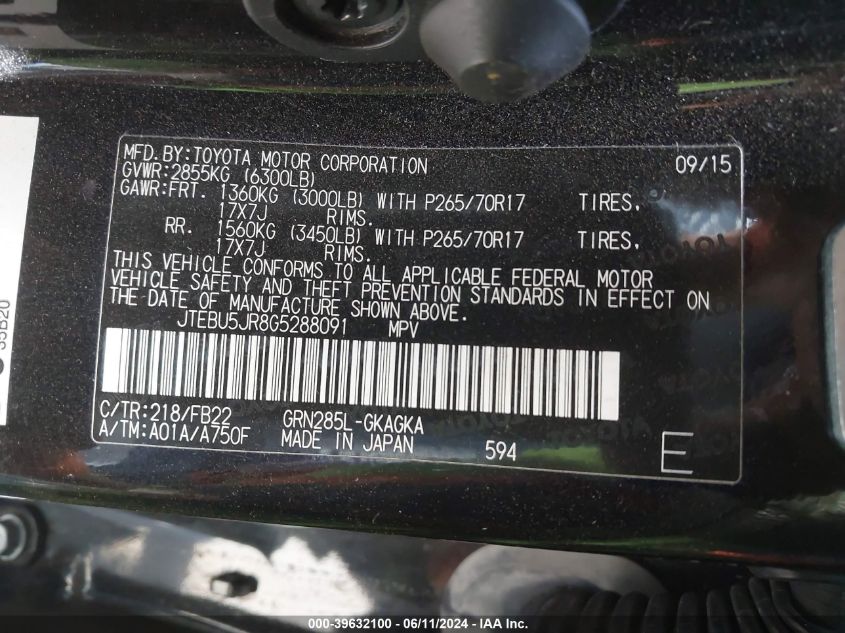 MFD.BY:TOYOTA MOTOR CORPORATION 09/15
GVWR:2855KG (6300LB)
GAWR:FRT. 1360KG (3000LB) WITH P265/70R17 TIRES,
17X7J RIMS.
RR. 1560KG (3450LB) WITH P265/70R17 TIRES,
17X7J RIMS.
THIS VEHICLE CONFORMS TO ALL APPLICABLE FEDERAL MOTOR
VEHICLE SAFETY AND THEFT PREVENTION STANDARDS IN EFFECT ON
THE DATE OF MANUFACTURE SHOWN ABOVE.
JTEBU5JR8G5288091 MPV
C/TR:218/FB22 GRN285L-GKAGKA
A/TM:A01A/A750F MADE IN JAPAN 594 E
35B20
000-39632100 - 06/11/2024 - IAA Inc.